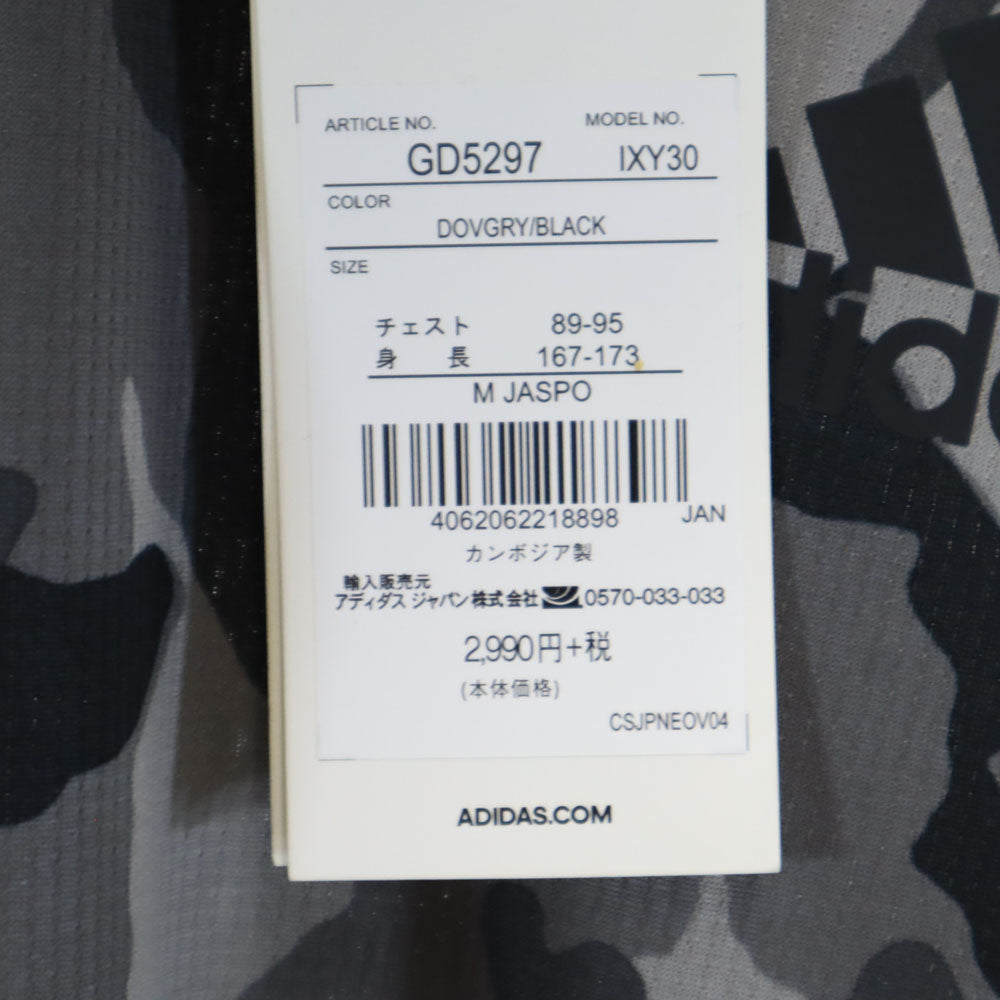 ARTICLE NO. MODEL NO.
GD5297 IXY30
COLOR
DOVGRY/BLACK
SIZE
チェスト 89-95
身 長 167-173
M JASPO
4062062218898 JAN
カンボジア製
輸入販売元
アディダス ジャパン株式会社 0570-033-033
2,990円+税
(本体価格)
CSJPNEOV04
ADIDAS.COM